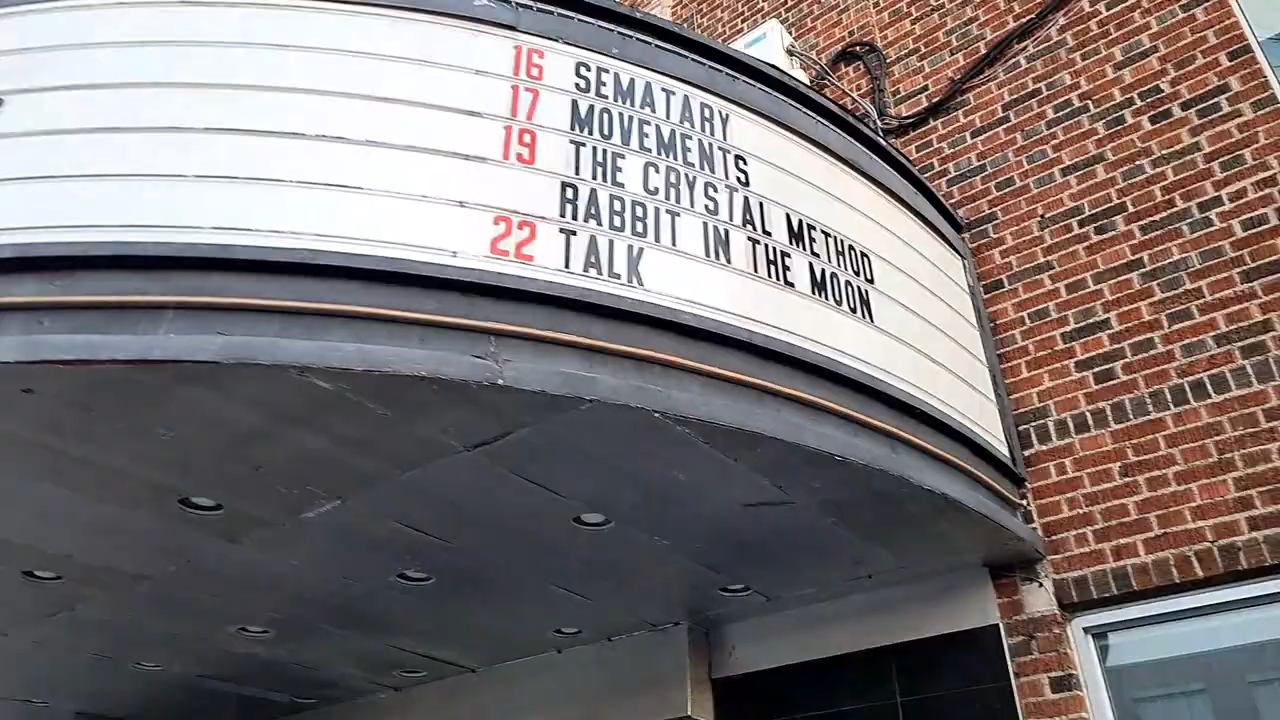 16 SEMATARY
17 MOVEMENTS
19 THE CRYSTAL METHOD
RABBIT IN THE MOON
22 TALK